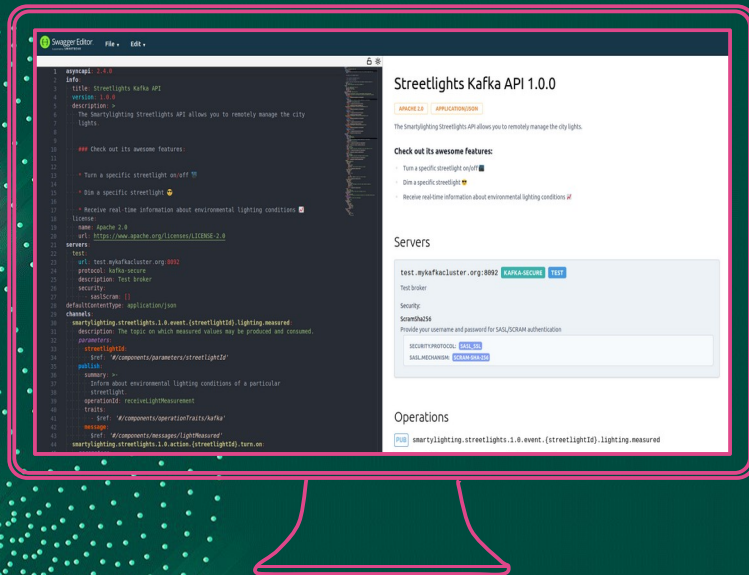 Swagger Editor
File
Edit
1 asyncapi: 2.4.0
2 info:
3 title: Streetlights Kafka API
4 version: 1.0.0
5 description: >
6 The Smartylighting Streetlights API allows you to remotely manage the city
7 lights.
8
9
10 ### Check out its awesome features:
11
12
13 * Turn a specific streetlight on/off 🌃
14
15 * Dim a specific streetlight 😎
16
17 * Receive real-time information about environmental lighting conditions 📈
18 license:
19 name: Apache 2.0
20 url: https://www.apache.org/licenses/LICENSE-2.0
21 servers:
22 test:
23 url: test.mykafkacluster.org:8092
24 protocol: kafka-secure
25 description: Test broker
26 security:
27 - saslScram: []
28 defaultContentType: application/json
29 channels:
30 smartylighting.streetlights.1.0.event.{streetlightId}.lighting.measured:
31 description: The topic on which measured values may be produced and consumed.
32 parameters:
33 streetlightId:
34 $ref: '#/components/parameters/streetlightId'
35 publish:
36 summary: >-
37 Inform about environmental lighting conditions of a particular
38 streetlight.
39 operationId: receiveLightMeasurement
40 traits:
41 - $ref: '#/components/operationTraits/kafka'
42 message:
43 $ref: '#/components/messages/lightMeasured'
44 smartylighting.streetlights.1.0.action.{streetlightId}.turn.on:
Streetlights Kafka API 1.0.0
APACHE 2.0 APPLICATION/JSON
The Smartylighting Streetlights API allows you to remotely manage the city lights.
Check out its awesome features:
Turn a specific streetlight on/off 🌃
Dim a specific streetlight 😎
Receive real-time information about environmental lighting conditions 📈
Servers
test.mykafkacluster.org:8092 KAFKA-SECURE TEST
Test broker
Security:
ScramSha256
Provide your username and password for SASL/SCRAM authentication
SECURITY.PROTOCOL: SASL_SSL
SASL.MECHANISM: SCRAM-SHA-256
Operations
PUB smartylighting.streetlights.1.0.event.{streetlightId}.lighting.measured